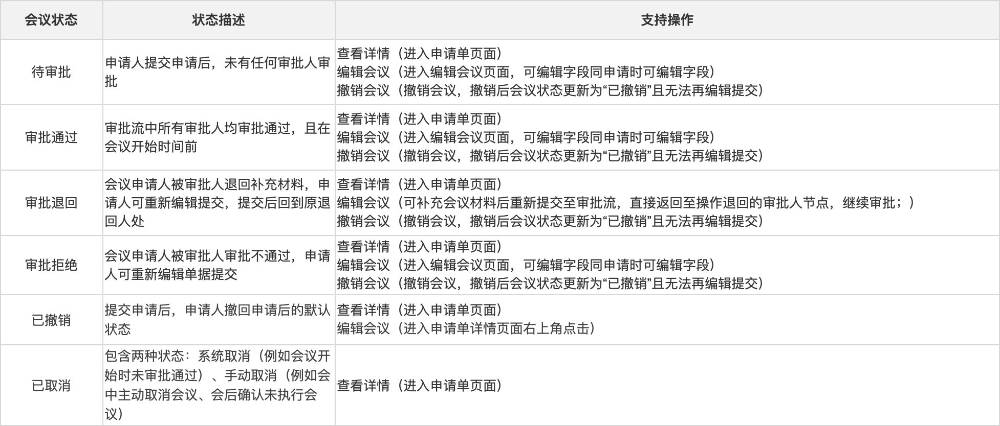 会议状态
状态描述
支持操作
待审批
申请人提交申请后，未有任何审批人审
批
查看详情（进入申请单页面）
编辑会议（进入编辑会议页面，可编辑字段同申请时可编辑字段）
撤销会议（撤销会议，撤销后会议状态更新为“已撤销”且无法再编辑提交）
审批通过
审批流中所有审批人均审批通过，且在
会议开始时间前
查看详情（进入申请单页面）
编辑会议（进入编辑会议页面，可编辑字段同申请时可编辑字段）
撤销会议（撤销会议，撤销后会议状态更新为“已撤销”且无法再编辑提交）
审批退回
会议申请人被审批人退回补充材料，申
请人可重新编辑提交，提交后回到原退
回人处
查看详情（进入申请单页面）
编辑会议（可补充会议材料后重新提交至审批流，直接返回至操作退回的审批人节点，继续审批；）
撤销会议（撤销会议，撤销后会议状态更新为“已撤销”且无法再编辑提交）
审批拒绝
会议申请人被审批人审批不通过，申请
人可重新编辑单据提交
查看详情（进入申请单页面）
编辑会议（进入编辑会议页面，可编辑字段同申请时可编辑字段）
撤销会议（撤销会议，撤销后会议状态更新为“已撤销”且无法再编辑提交）
已撤销
提交申请后，申请人撤回申请后的默认
状态
查看详情（进入申请单页面）
编辑会议（进入申请单详情页面右上角点击）
已取消
包含两种状态：系统取消（例如会议开
始时未审批通过）、手动取消（例如会
中主动取消会议、会后确认未执行会
议）
查看详情（进入申请单页面）